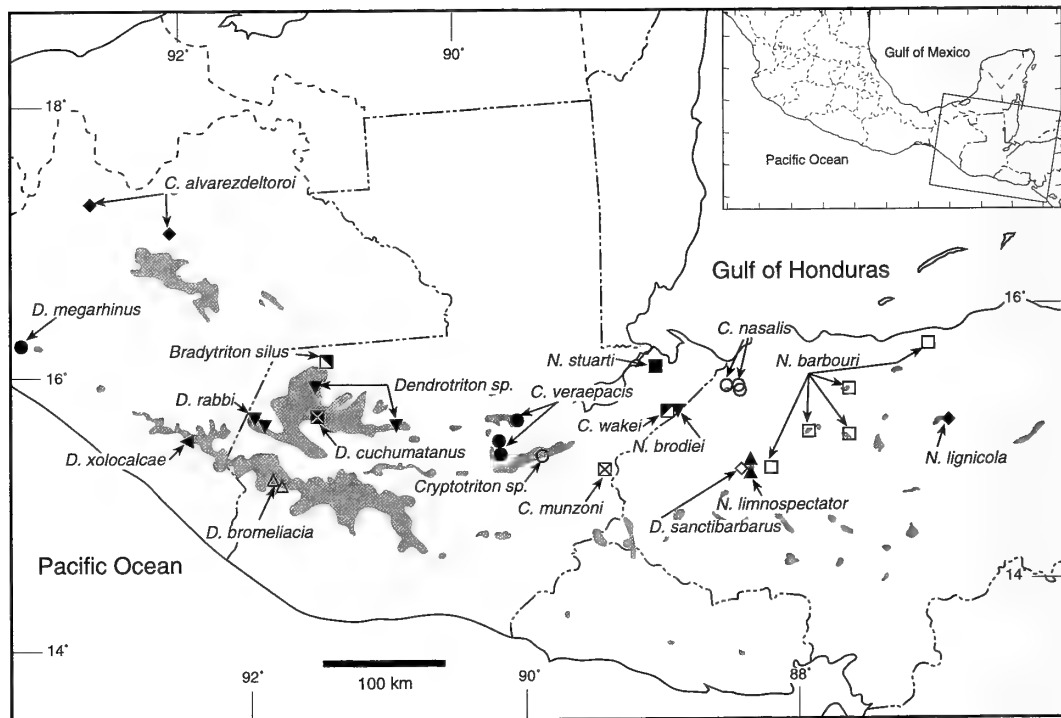 92°
90°
Gulf of Mexico
Pacific Ocean
18°
C. alvarezdeltoroi
Gulf of Honduras
D. megarhinus
16°
Bradytriton silus
N. stuarti
C. nasalis
N. barbouri
16°
Dendrotriton sp.
D. rabbi
C. veraepacis
C. wakei
N. brodiei
D. xolocalcae
D. cuchumatanus
N. lignicola
Cryptotriton sp.
C. munzoni
N. limnospectator
D. sanctibarbarus
D. bromeliacia
Pacific Ocean
14°
14°
92°
100 km
90°
88°